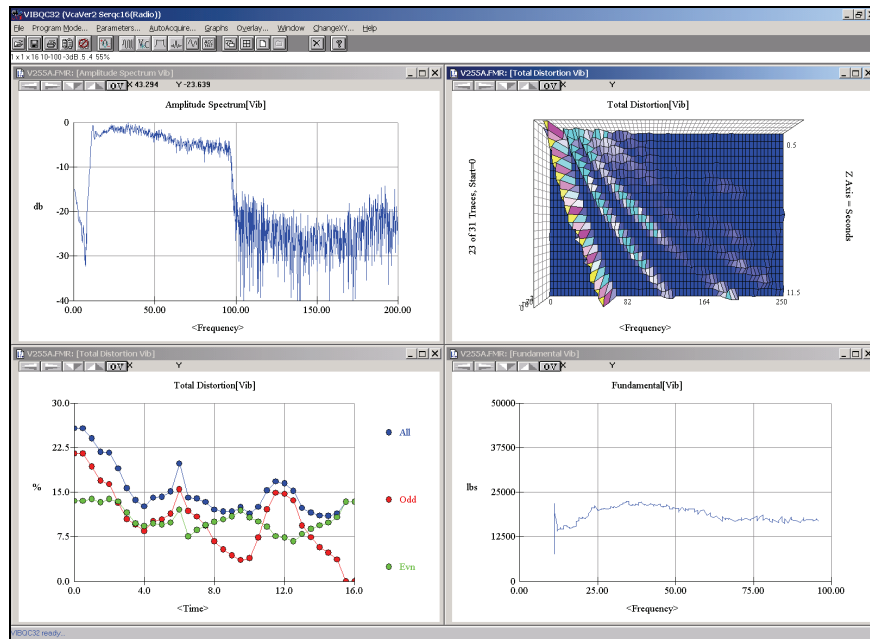 VIBQC32 (VcaVer2 Serqc16(Radio))
File Program Mode... Parameters... AutoAcquire... Graphs Overlay... Window ChangeXY... Help
1 x 1 x 16 10-100 -3dB .5 .4 55%
V255A.FMR: [Amplitude Spectrum Vib]
X 43.294 Y -23.639
Amplitude Spectrum[Vib]
0
-10
db
-20
-30
-40
0.00 50.00 100.00 150.00 200.00
<Frequency>
V255A.FMR: [Total Distortion Vib]
X Y
Total Distortion[Vib]
23 of 31 Traces, Start=0
0.5
Z Axis = Seconds
11.5
0 82 164 250
<Frequency>
V255A.FMR: [Total Distortion Vib]
X Y
Total Distortion[Vib]
30.0
22.5
All
%
15.0
Odd
7.5
Evn
0.0
0.0 4.0 8.0 12.0 16.0
<Time>
V255A.FMR: [Fundamental Vib]
X Y
Fundamental[Vib]
50000
37500
lbs
25000
12500
0
0.00 25.00 50.00 75.00 100.00
<Frequency>
VIBQC32 ready...